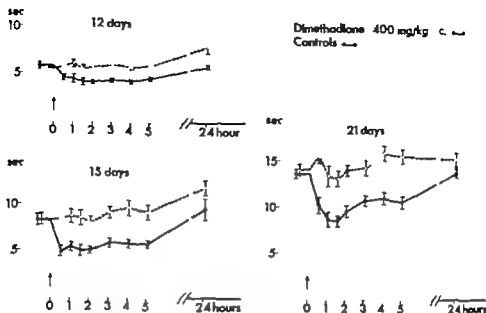 sec
12 days
10-
5-
0 1 2 3 4 5 24 hour
Dimethadione 400 mg/kg
Controls
sec
15 days
10-
5-
0 1 2 3 4 5 24 hours
sec
21 days
15-
10-
5-
0 1 2 3 4 5 24 hours